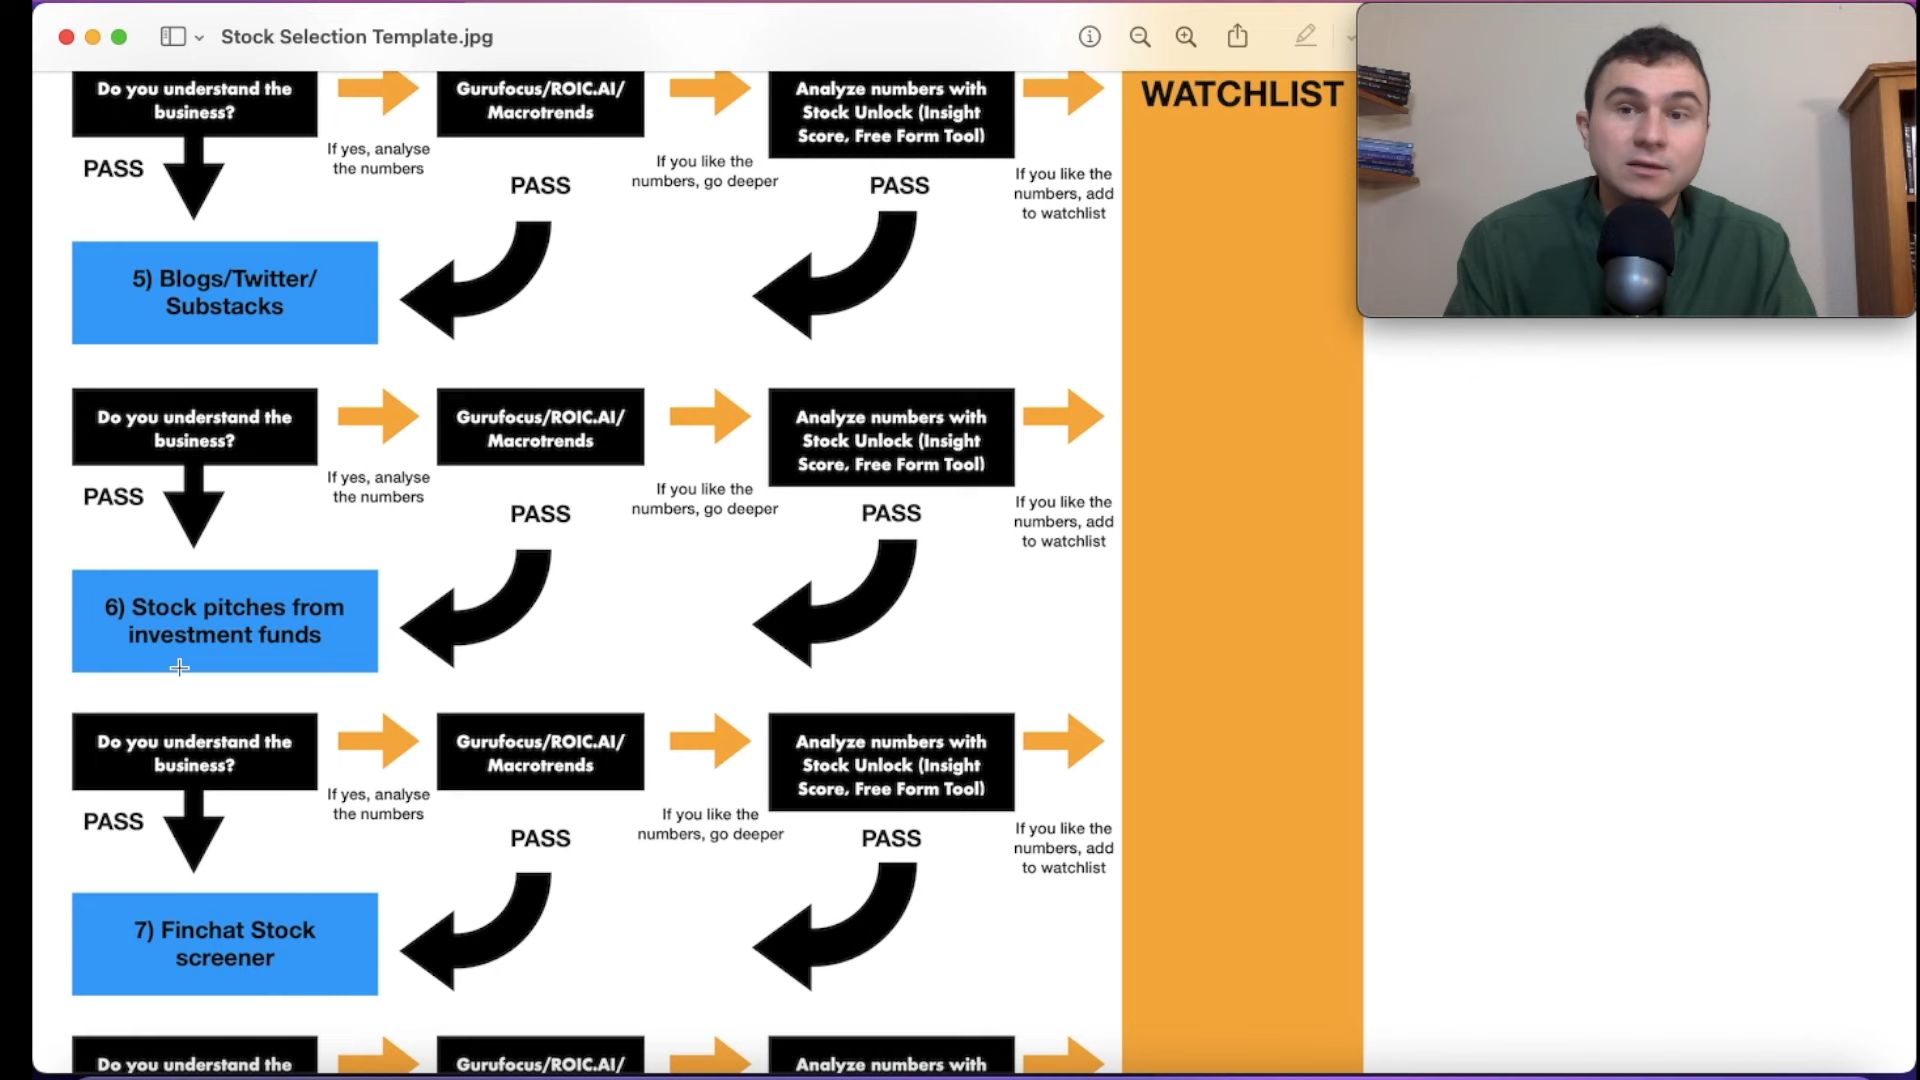 Stock Selection Template.jpg
Do you understand the
business?
If yes, analyse
the numbers
PASS
Gurufocus/ROIC.AI/
Macrotrends
If you like the
numbers, go deeper
PASS
Analyze numbers with
Stock Unlock (Insight
Score, Free Form Tool)
PASS
If you like the
numbers, add
to watchlist
WATCHLIST
5) Blogs/Twitter/
Substacks
Do you understand the
business?
If yes, analyse
the numbers
PASS
Gurufocus/ROIC.AI/
Macrotrends
If you like the
numbers, go deeper
PASS
Analyze numbers with
Stock Unlock (Insight
Score, Free Form Tool)
PASS
If you like the
numbers, add
to watchlist
6) Stock pitches from
investment funds
Do you understand the
business?
If yes, analyse
the numbers
PASS
Gurufocus/ROIC.AI/
Macrotrends
If you like the
numbers, go deeper
PASS
Analyze numbers with
Stock Unlock (Insight
Score, Free Form Tool)
PASS
If you like the
numbers, add
to watchlist
7) Finchat Stock
screener
Do you understand the
Gurufocus/ROIC.AI/
Analyze numbers with